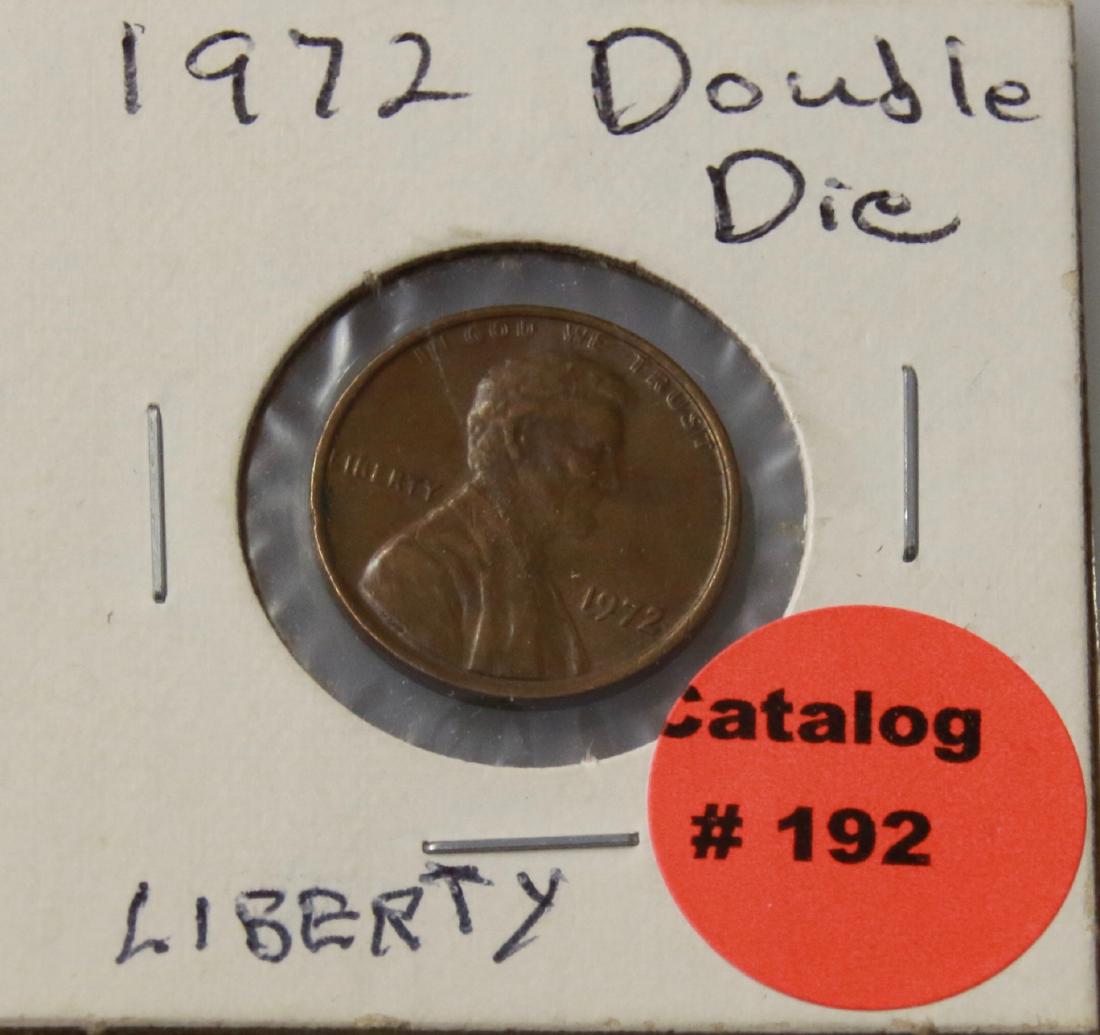 1972 Double
Die
IN GOD WE TRUST
LIBERTY
1972
Catalog
# 192
LIBERTY